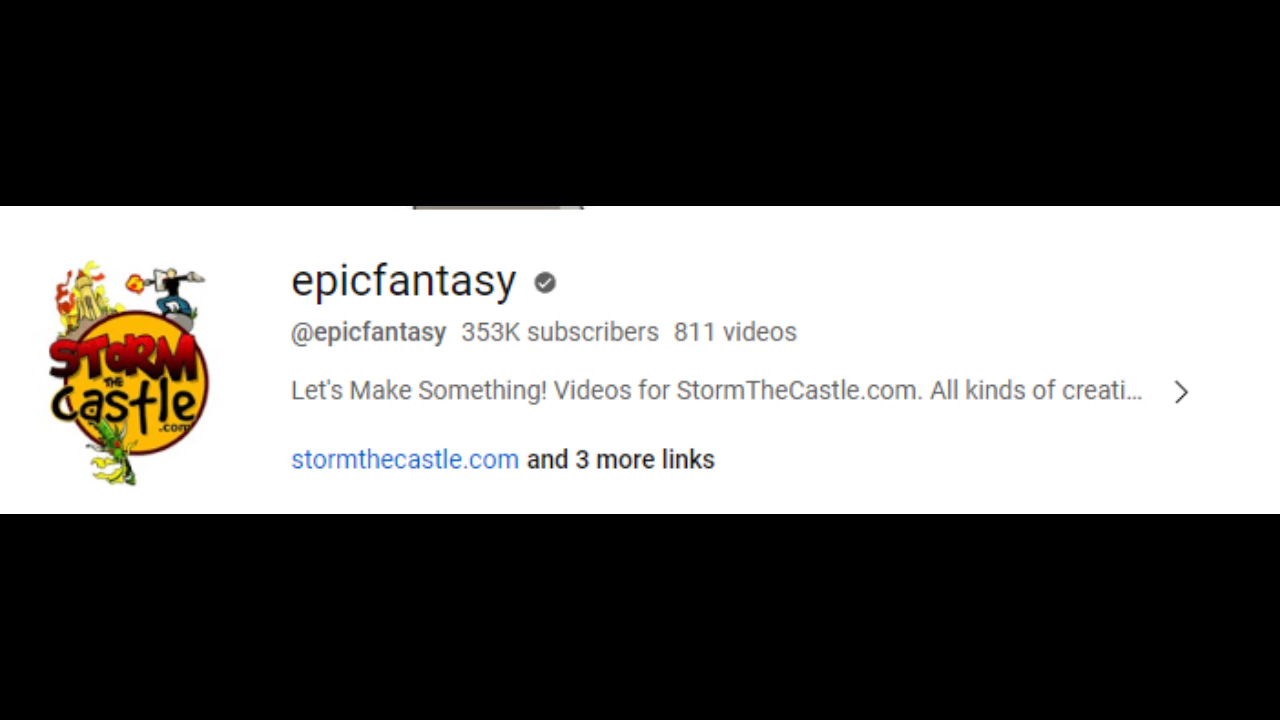 STORM
THE
Castle
.com
epicfantasy
@epicfantasy 353K subscribers 811 videos
Let's Make Something! Videos for StormTheCastle.com. All kinds of creati...
stormthecastle.com and 3 more links